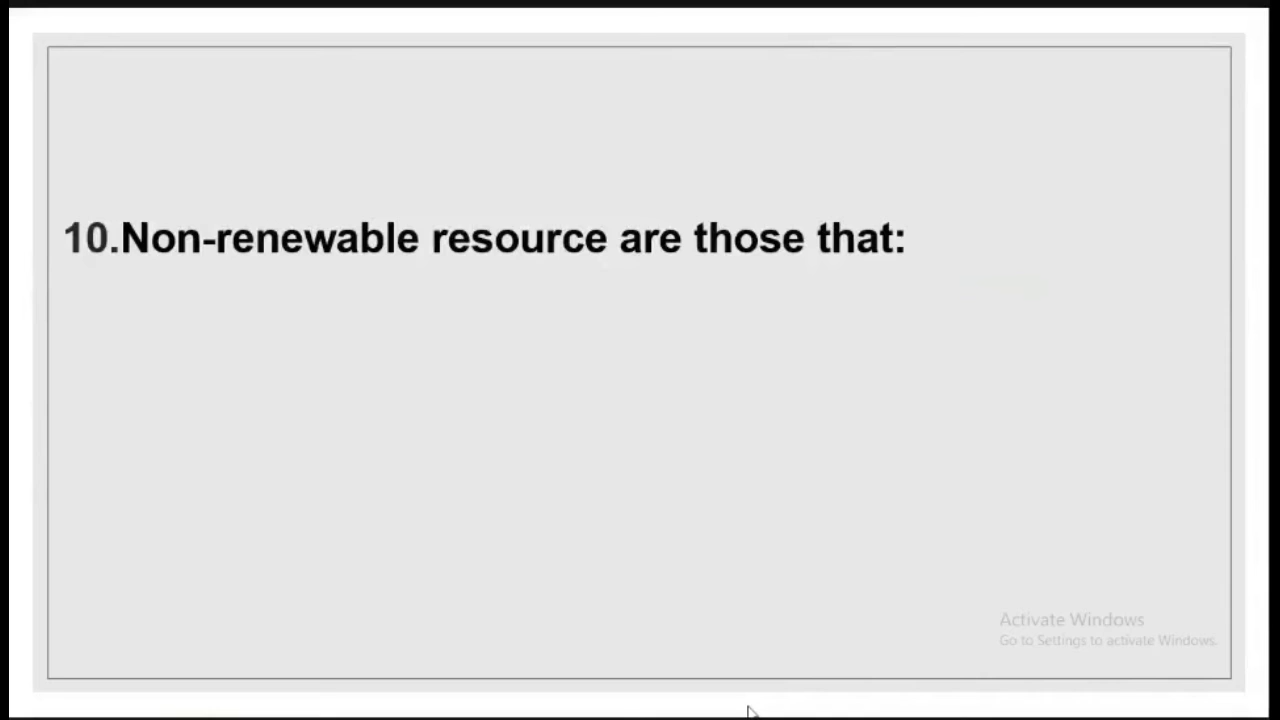 10.Non-renewable resource are those that:
Activate Windows
Go to Settings to activate Windows.